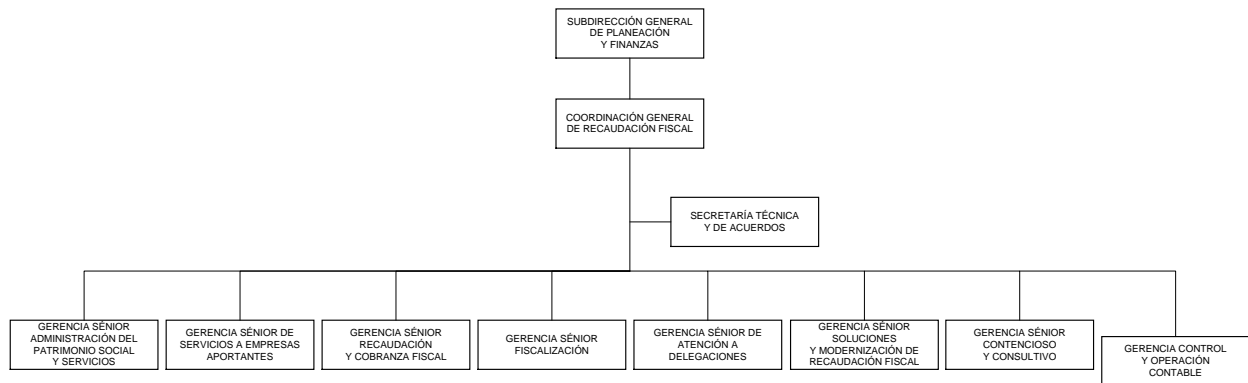 SUBDIRECCIÓN GENERAL
DE PLANEACIÓN
Y FINANZAS
COORDINACIÓN GENERAL
DE RECAUDACIÓN FISCAL
SECRETARÍA TÉCNICA
Y DE ACUERDOS
GERENCIA SÉNIOR
ADMINISTRACIÓN DEL
PATRIMONIO SOCIAL
Y SERVICIOS
GERENCIA SÉNIOR DE
SERVICIOS A EMPRESAS
APORTANTES
GERENCIA SÉNIOR
RECAUDACIÓN
Y COBRANZA FISCAL
GERENCIA SÉNIOR
FISCALIZACIÓN
GERENCIA SÉNIOR DE
ATENCIÓN A
DELEGACIONES
GERENCIA SÉNIOR
SOLUCIONES
Y MODERNIZACIÓN DE
RECAUDACIÓN FISCAL
GERENCIA SÉNIOR
CONTENCIOSO
Y CONSULTIVO
GERENCIA CONTROL
Y OPERACIÓN
CONTABLE